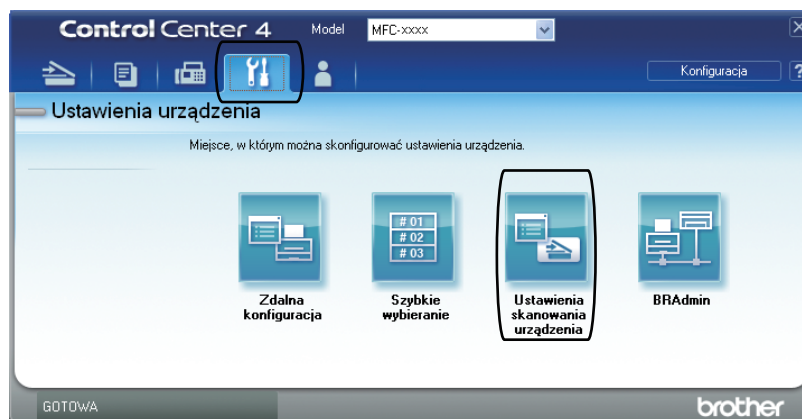 Control Center 4 Model MFC-xxxx
Konfiguracja ?
Ustawienia urządzenia
Miejsce, w którym można skonfigurować ustawienia urządzenia.
# 01
# 02
# 03
Zdalna
konfiguracja
Szybkie
wybieranie
Ustawienia
skanowania
urządzenia
BRAdmin
GOTOWA
brother